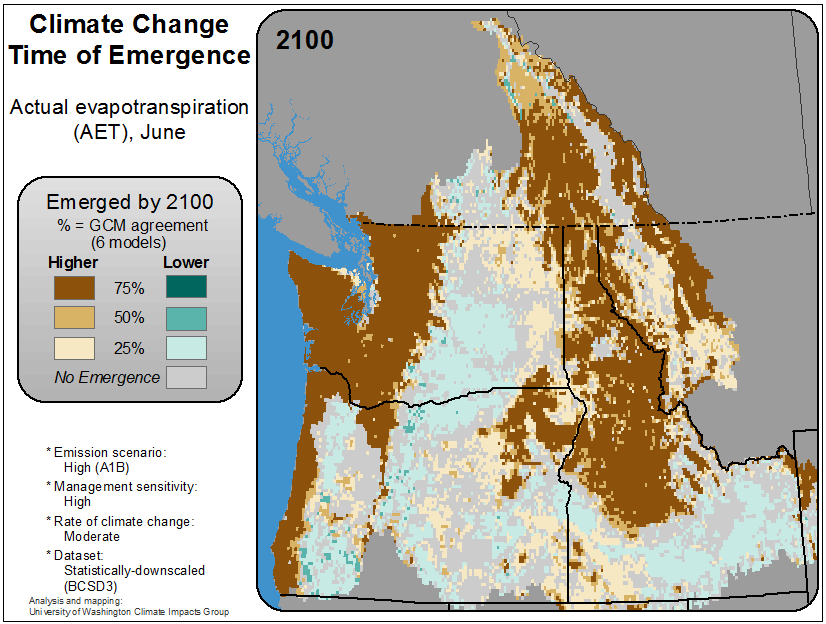 Climate Change
Time of Emergence
Actual evapotranspiration
(AET), June
Emerged by 2100
% = GCM agreement
(6 models)
Higher Lower
75%
50%
25%
No Emergence
* Emission scenario:
High (A1B)
* Management sensitivity:
High
* Rate of climate change:
Moderate
* Dataset:
Statistically-downscaled
(BCSD3)
Analysis and mapping:
University of Washington Climate Impacts Group
2100